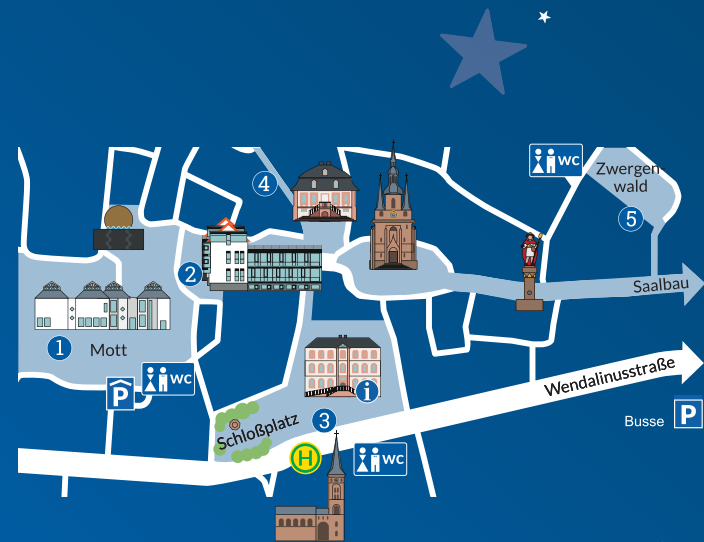 WC
Zwergen
wald
4
5
2
Saalbau
1
Mott
P
WC
i
Wendalinusstraße
3
Schloßplatz
Busse
P
H
WC